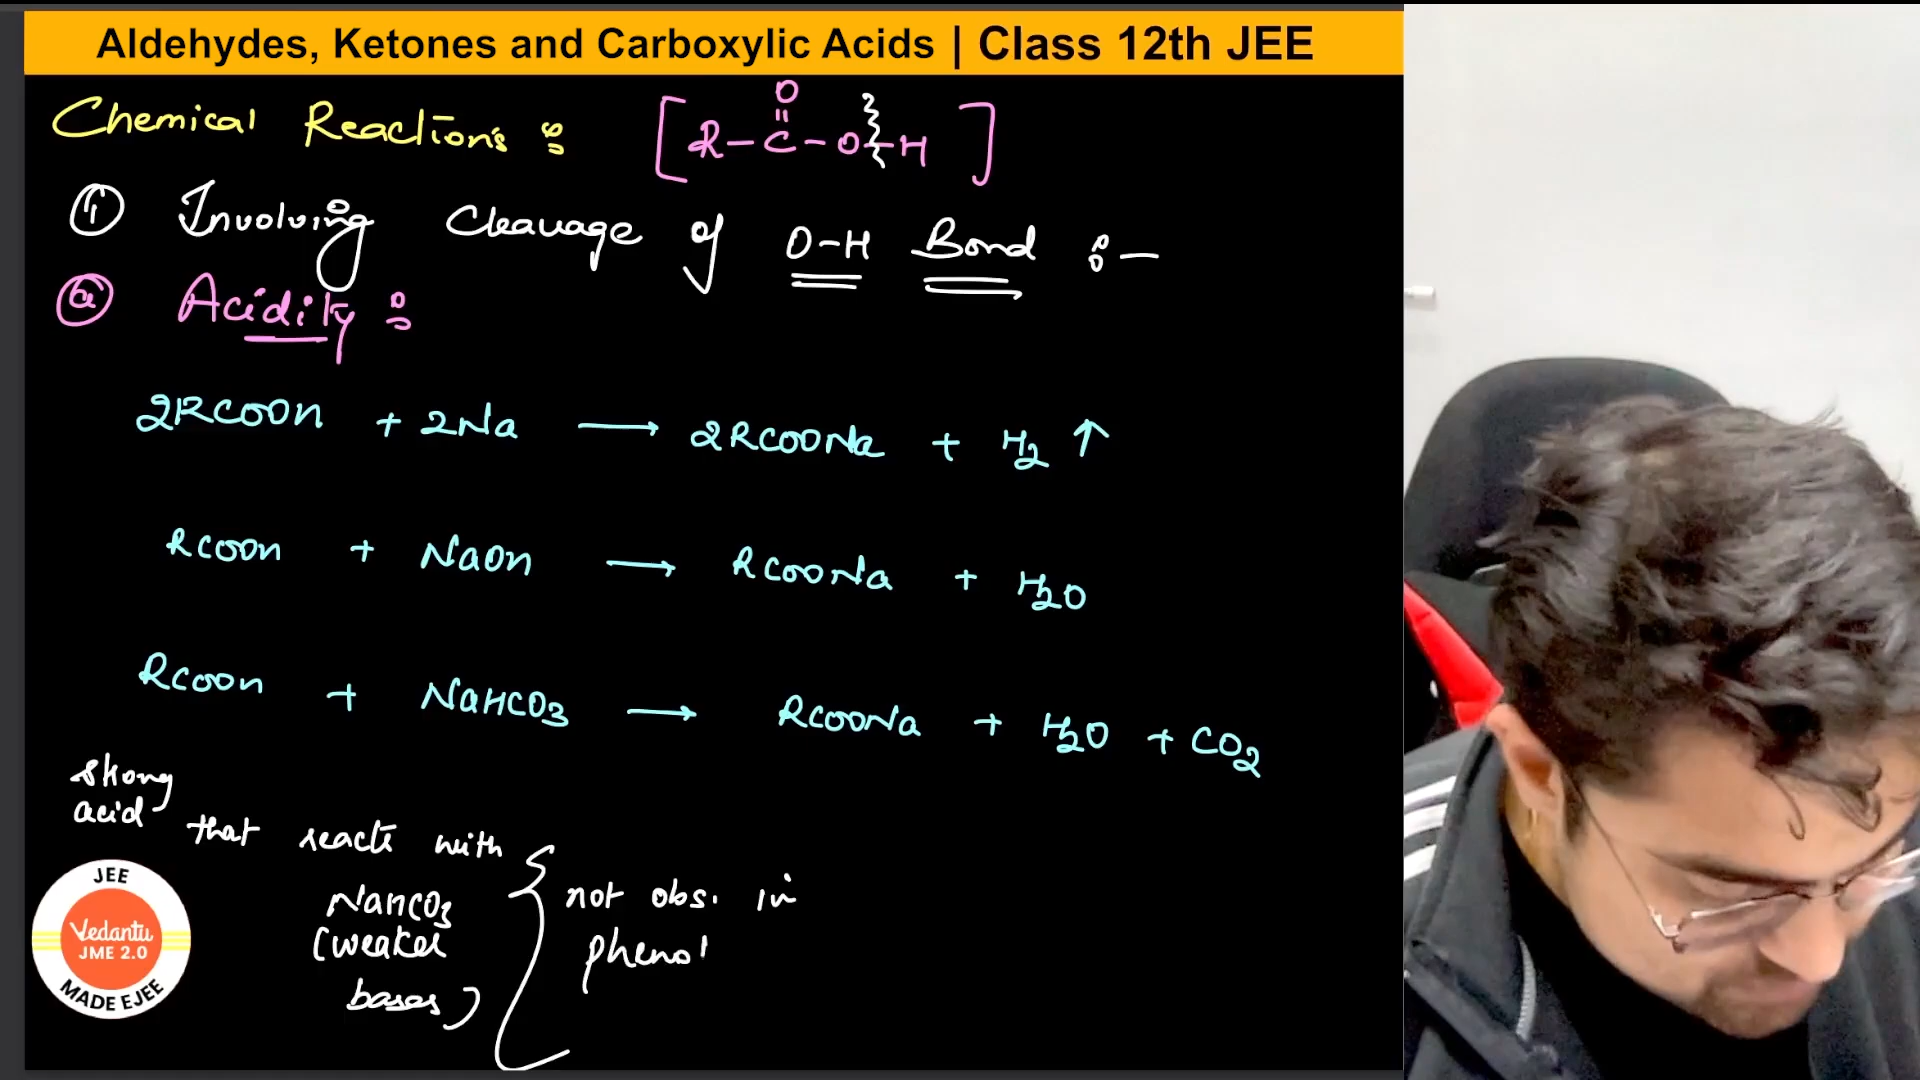 Aldehydes, Ketones and Carboxylic Acids | Class 12th JEE
Chemical Reactions : [R-C-O-H]
O
① Involving Cleavage of O-H Bond :-
ⓐ Acidity :
2RCOOH + 2Na → 2RCOONa + H2 ↑
RCOOH + NaOH → RCOONa + H2O
RCOOH + NaHCO3 → RCOONa + H2O + CO2
strong
acid that reacts with
NaHCO3 { not obs. in
(weaker phenol
bases)
JEE
Vedantu
JME 2.0
MADE EJEE